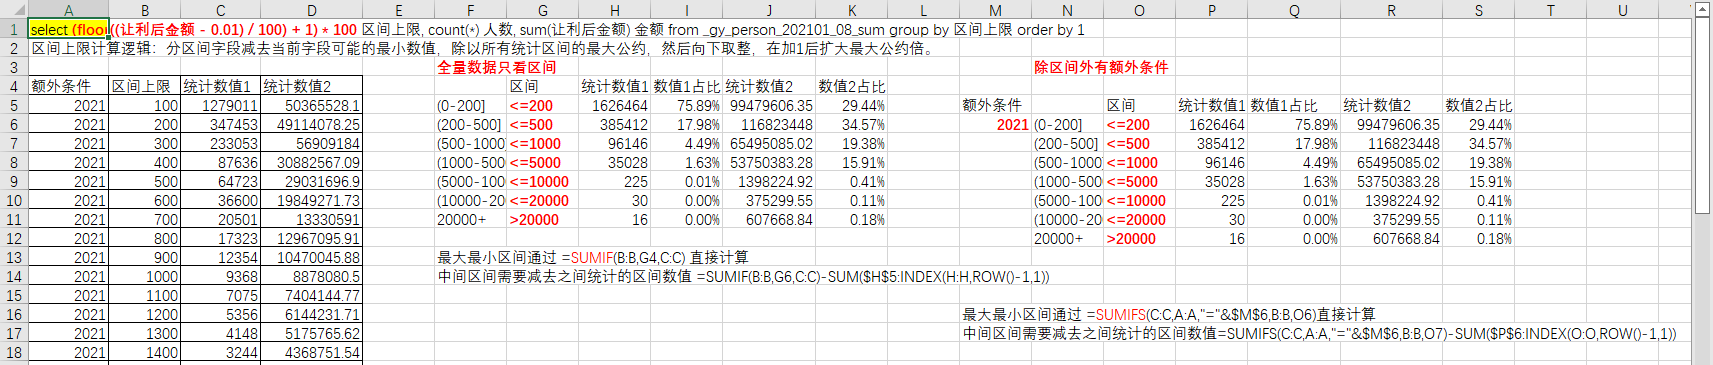 A B C D E F G H I J K L M N O P Q R S T U V
1 select (floor((让利后金额 - 0.01) / 100) + 1) * 100 区间上限, count(*) 人数, sum(让利后金额) 金额 from _gy_person_202101_08_sum group by 区间上限 order by 1
2 区间上限计算逻辑：分区间字段减去当前字段可能的最小数值，除以所有统计区间的最大公约，然后向下取整，在加1后扩大最大公约倍。
3 全量数据只看区间 除区间外有额外条件
4 额外条件 区间上限 统计数值1 统计数值2 区间 统计数值1 数值1占比 统计数值2 数值2占比
5 2021 100 1279011 50365528.1 (0-200] <=200 1626464 75.89% 99479606.35 29.44% 额外条件 区间 统计数值1 数值1占比 统计数值2 数值2占比
6 2021 200 347453 49114078.25 (200-500] <=500 385412 17.98% 116823448 34.57% 2021 (0-200] <=200 1626464 75.89% 99479606.35 29.44%
7 2021 300 233053 56909184 (500-1000 <=1000 96146 4.49% 65495085.02 19.38% (200-500] <=500 385412 17.98% 116823448 34.57%
8 2021 400 87636 30882567.09 (1000-500 <=5000 35028 1.63% 53750383.28 15.91% (500-1000 <=1000 96146 4.49% 65495085.02 19.38%
9 2021 500 64723 29031696.9 (5000-100 <=10000 225 0.01% 1398224.92 0.41% (1000-500 <=5000 35028 1.63% 53750383.28 15.91%
10 2021 600 36600 19849271.73 (10000-20 <=20000 30 0.00% 375299.55 0.11% (5000-100 <=10000 225 0.01% 1398224.92 0.41%
11 2021 700 20501 13330591 20000+ >20000 16 0.00% 607668.84 0.18% (10000-20 <=20000 30 0.00% 375299.55 0.11%
12 2021 800 17323 12967095.91 20000+ >20000 16 0.00% 607668.84 0.18%
13 2021 900 12354 10470045.88 最大最小区间通过 =SUMIF(B:B,G4,C:C) 直接计算
14 2021 1000 9368 8878080.5 中间区间需要减去之间统计的区间数值 =SUMIF(B:B,G6,C:C)-SUM($H$5:INDEX(H:H,ROW()-1,1))
15 2021 1100 7075 7404144.77
16 2021 1200 5356 6144231.71 最大最小区间通过 =SUMIFS(C:C,A:A,"="&$M$6,B:B,O6)直接计算
17 2021 1300 4148 5175765.62 中间区间需要减去之间统计的区间数值=SUMIFS(C:C,A:A,"="&$M$6,B:B,O7)-SUM($P$6:INDEX(O:O,ROW()-1,1))
18 2021 1400 3244 4368751.54